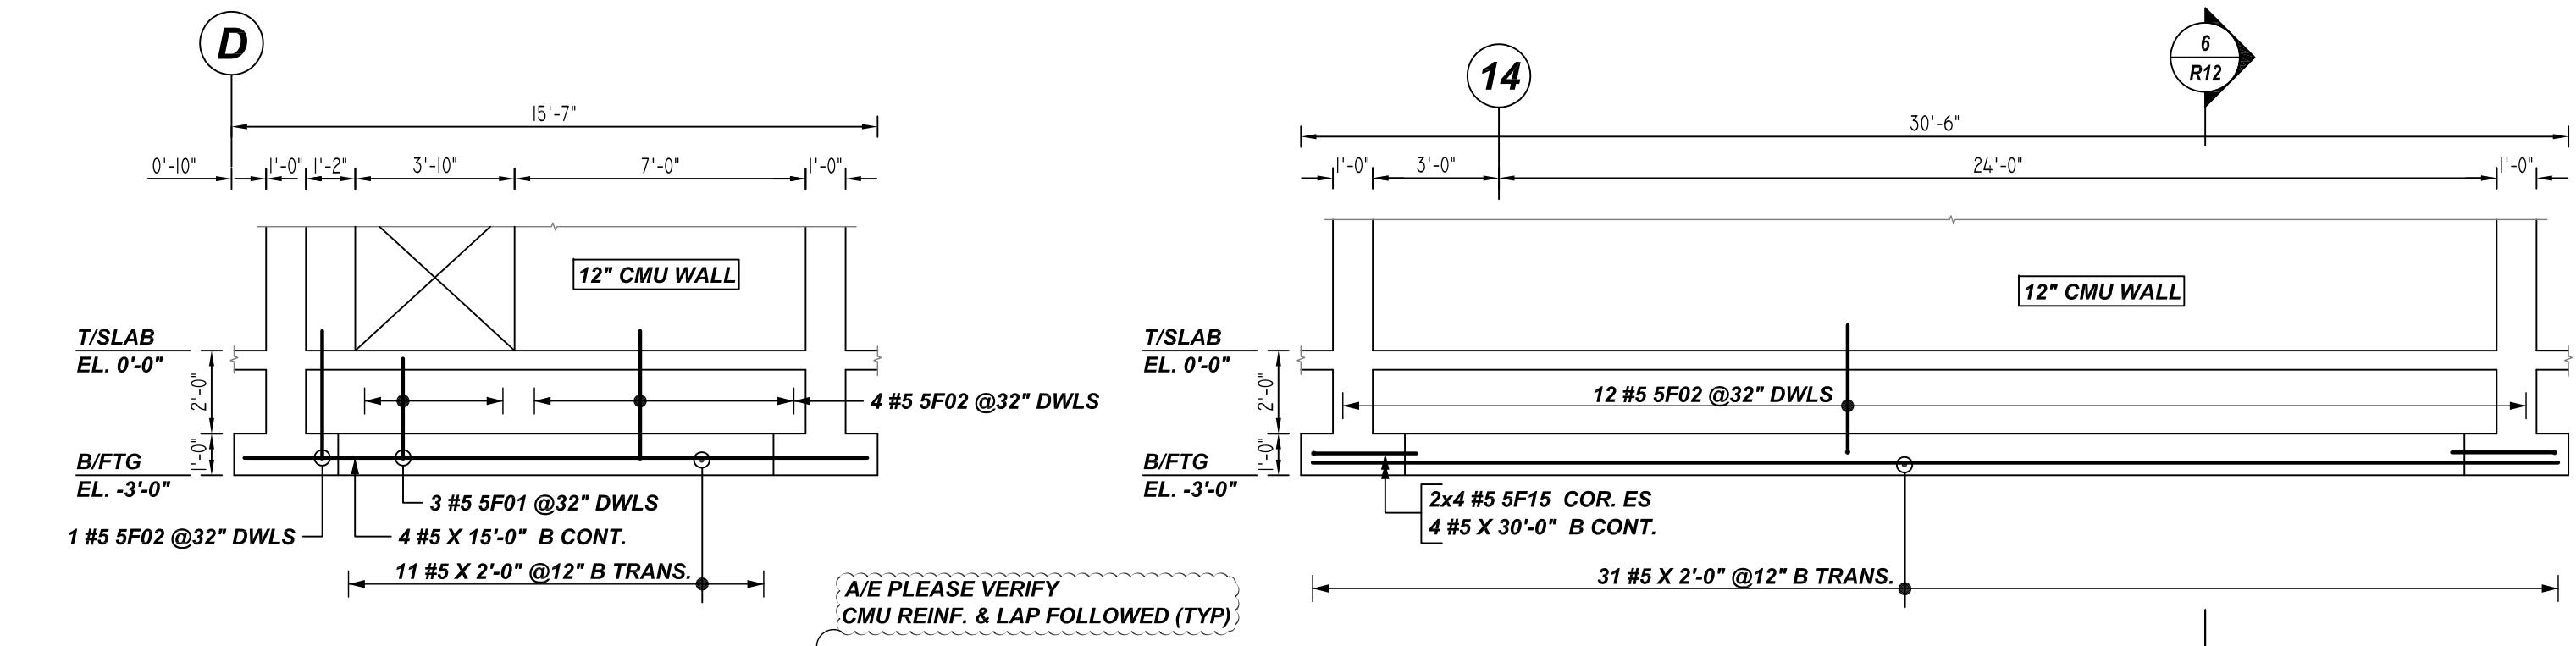 D
15'-7"
0'-10" 1'-0" 1'-2" 3'-10" 7'-0" 1'-0"
12" CMU WALL
T/SLAB
EL. 0'-0"
2'-0"
4 #5 5F02 @32" DWLS
1'-0"
B/FTG
EL. -3'-0"
3 #5 5F01 @32" DWLS
1 #5 5F02 @32" DWLS
4 #5 X 15'-0" B CONT.
11 #5 X 2'-0" @12" B TRANS.
A/E PLEASE VERIFY
CMU REINF. & LAP FOLLOWED (TYP)
14
6
R12
30'-6"
1'-0" 3'-0" 24'-0" 1'-0"
12" CMU WALL
T/SLAB
EL. 0'-0"
2'-0"
12 #5 5F02 @32" DWLS
1'-0"
B/FTG
EL. -3'-0"
2x4 #5 5F15 COR. ES
4 #5 X 30'-0" B CONT.
31 #5 X 2'-0" @12" B TRANS.